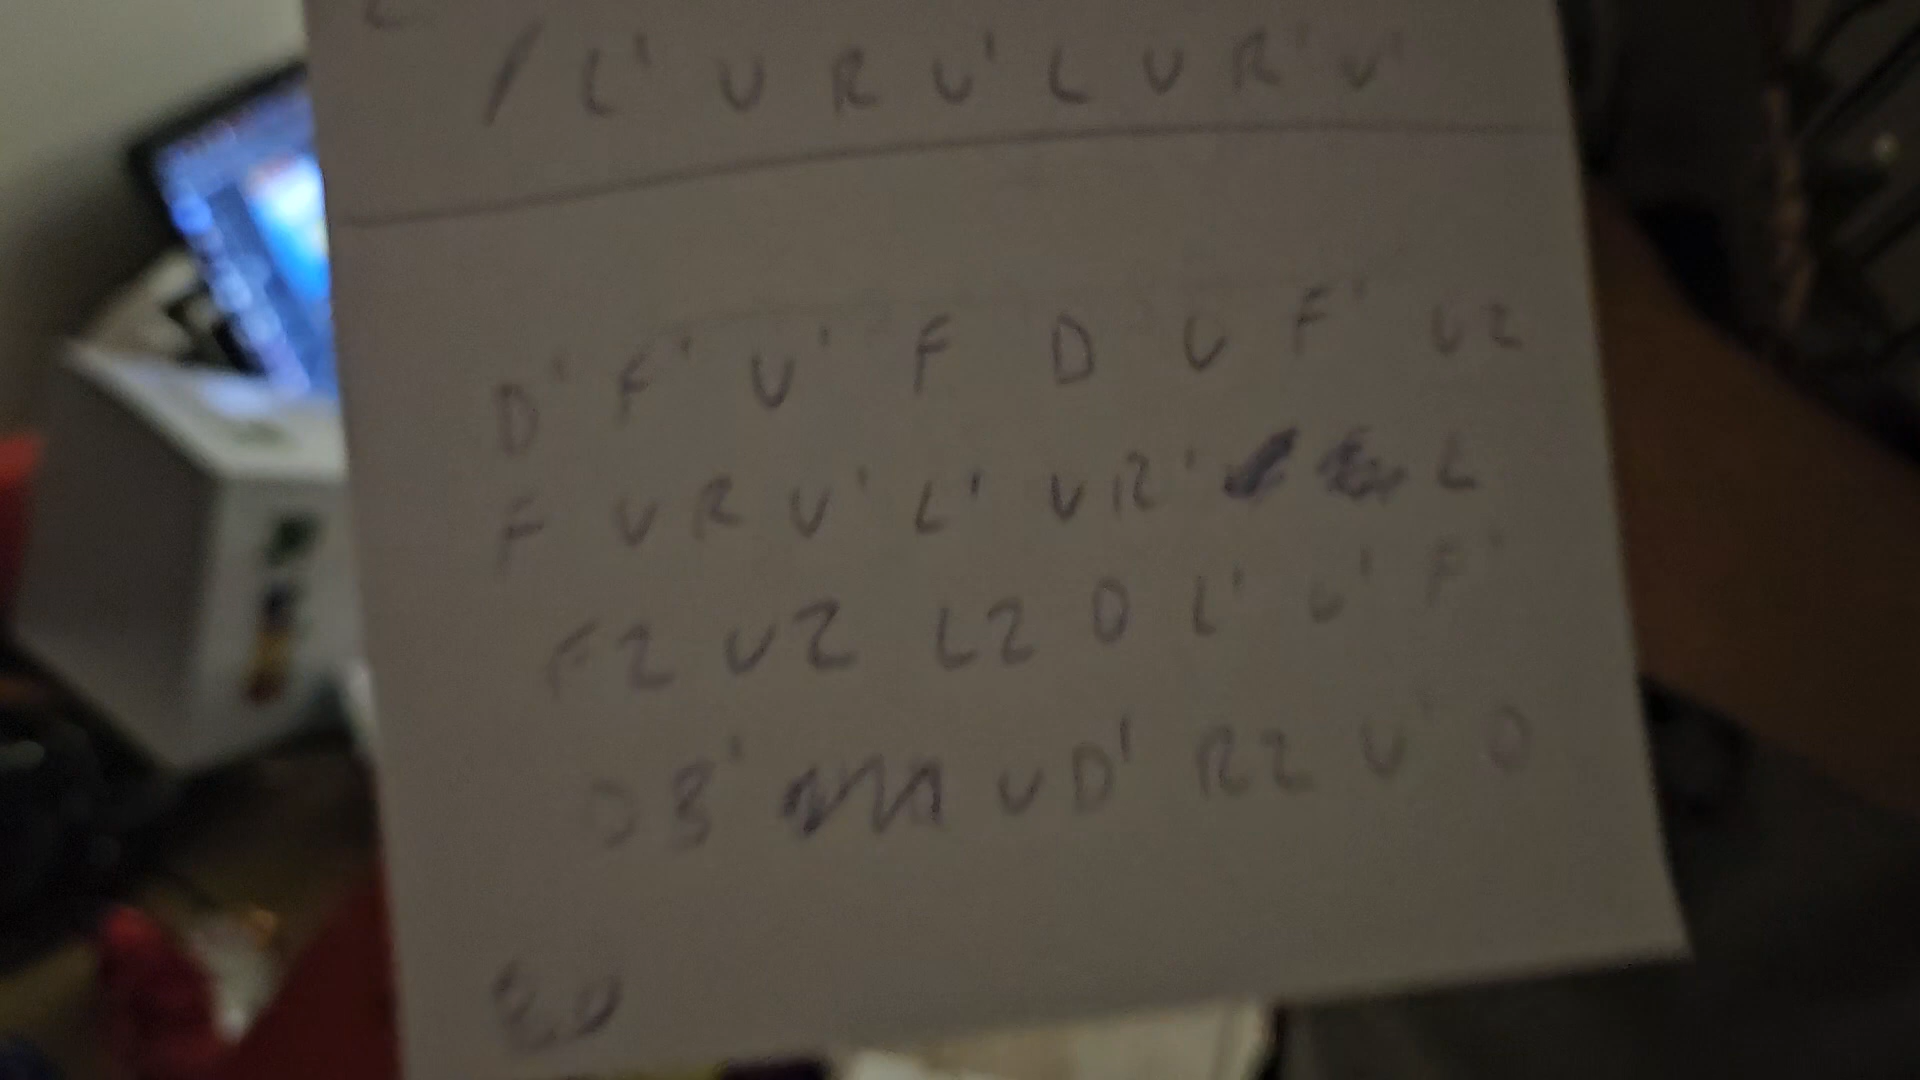 / L' U R U' L U R' U'
D' F' U' F D U F' U2
F U R U' L' U R' L
F2 U2 L2 D L' U' F'
D B' U D' R2 U' D